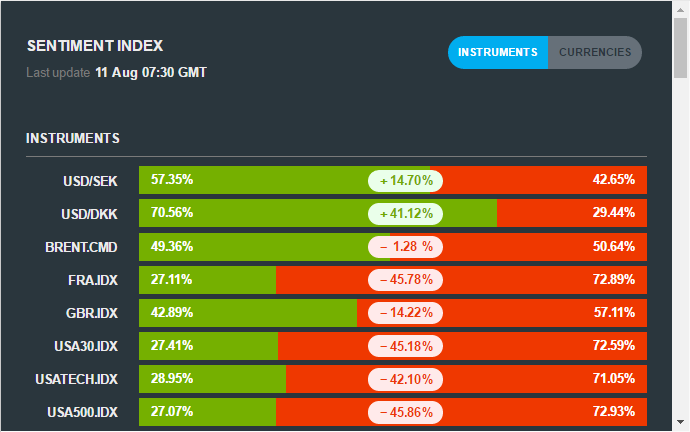 SENTIMENT INDEX
INSTRUMENTS CURRENCIES
Last update 11 Aug 07:30 GMT
INSTRUMENTS
USD/SEK 57.35% +14.70% 42.65%
USD/DKK 70.56% +41.12% 29.44%
BRENT.CMD 49.36% – 1.28 % 50.64%
FRA.IDX 27.11% –45.78% 72.89%
GBR.IDX 42.89% –14.22% 57.11%
USA30.IDX 27.41% –45.18% 72.59%
USATECH.IDX 28.95% –42.10% 71.05%
USA500.IDX 27.07% –45.86% 72.93%